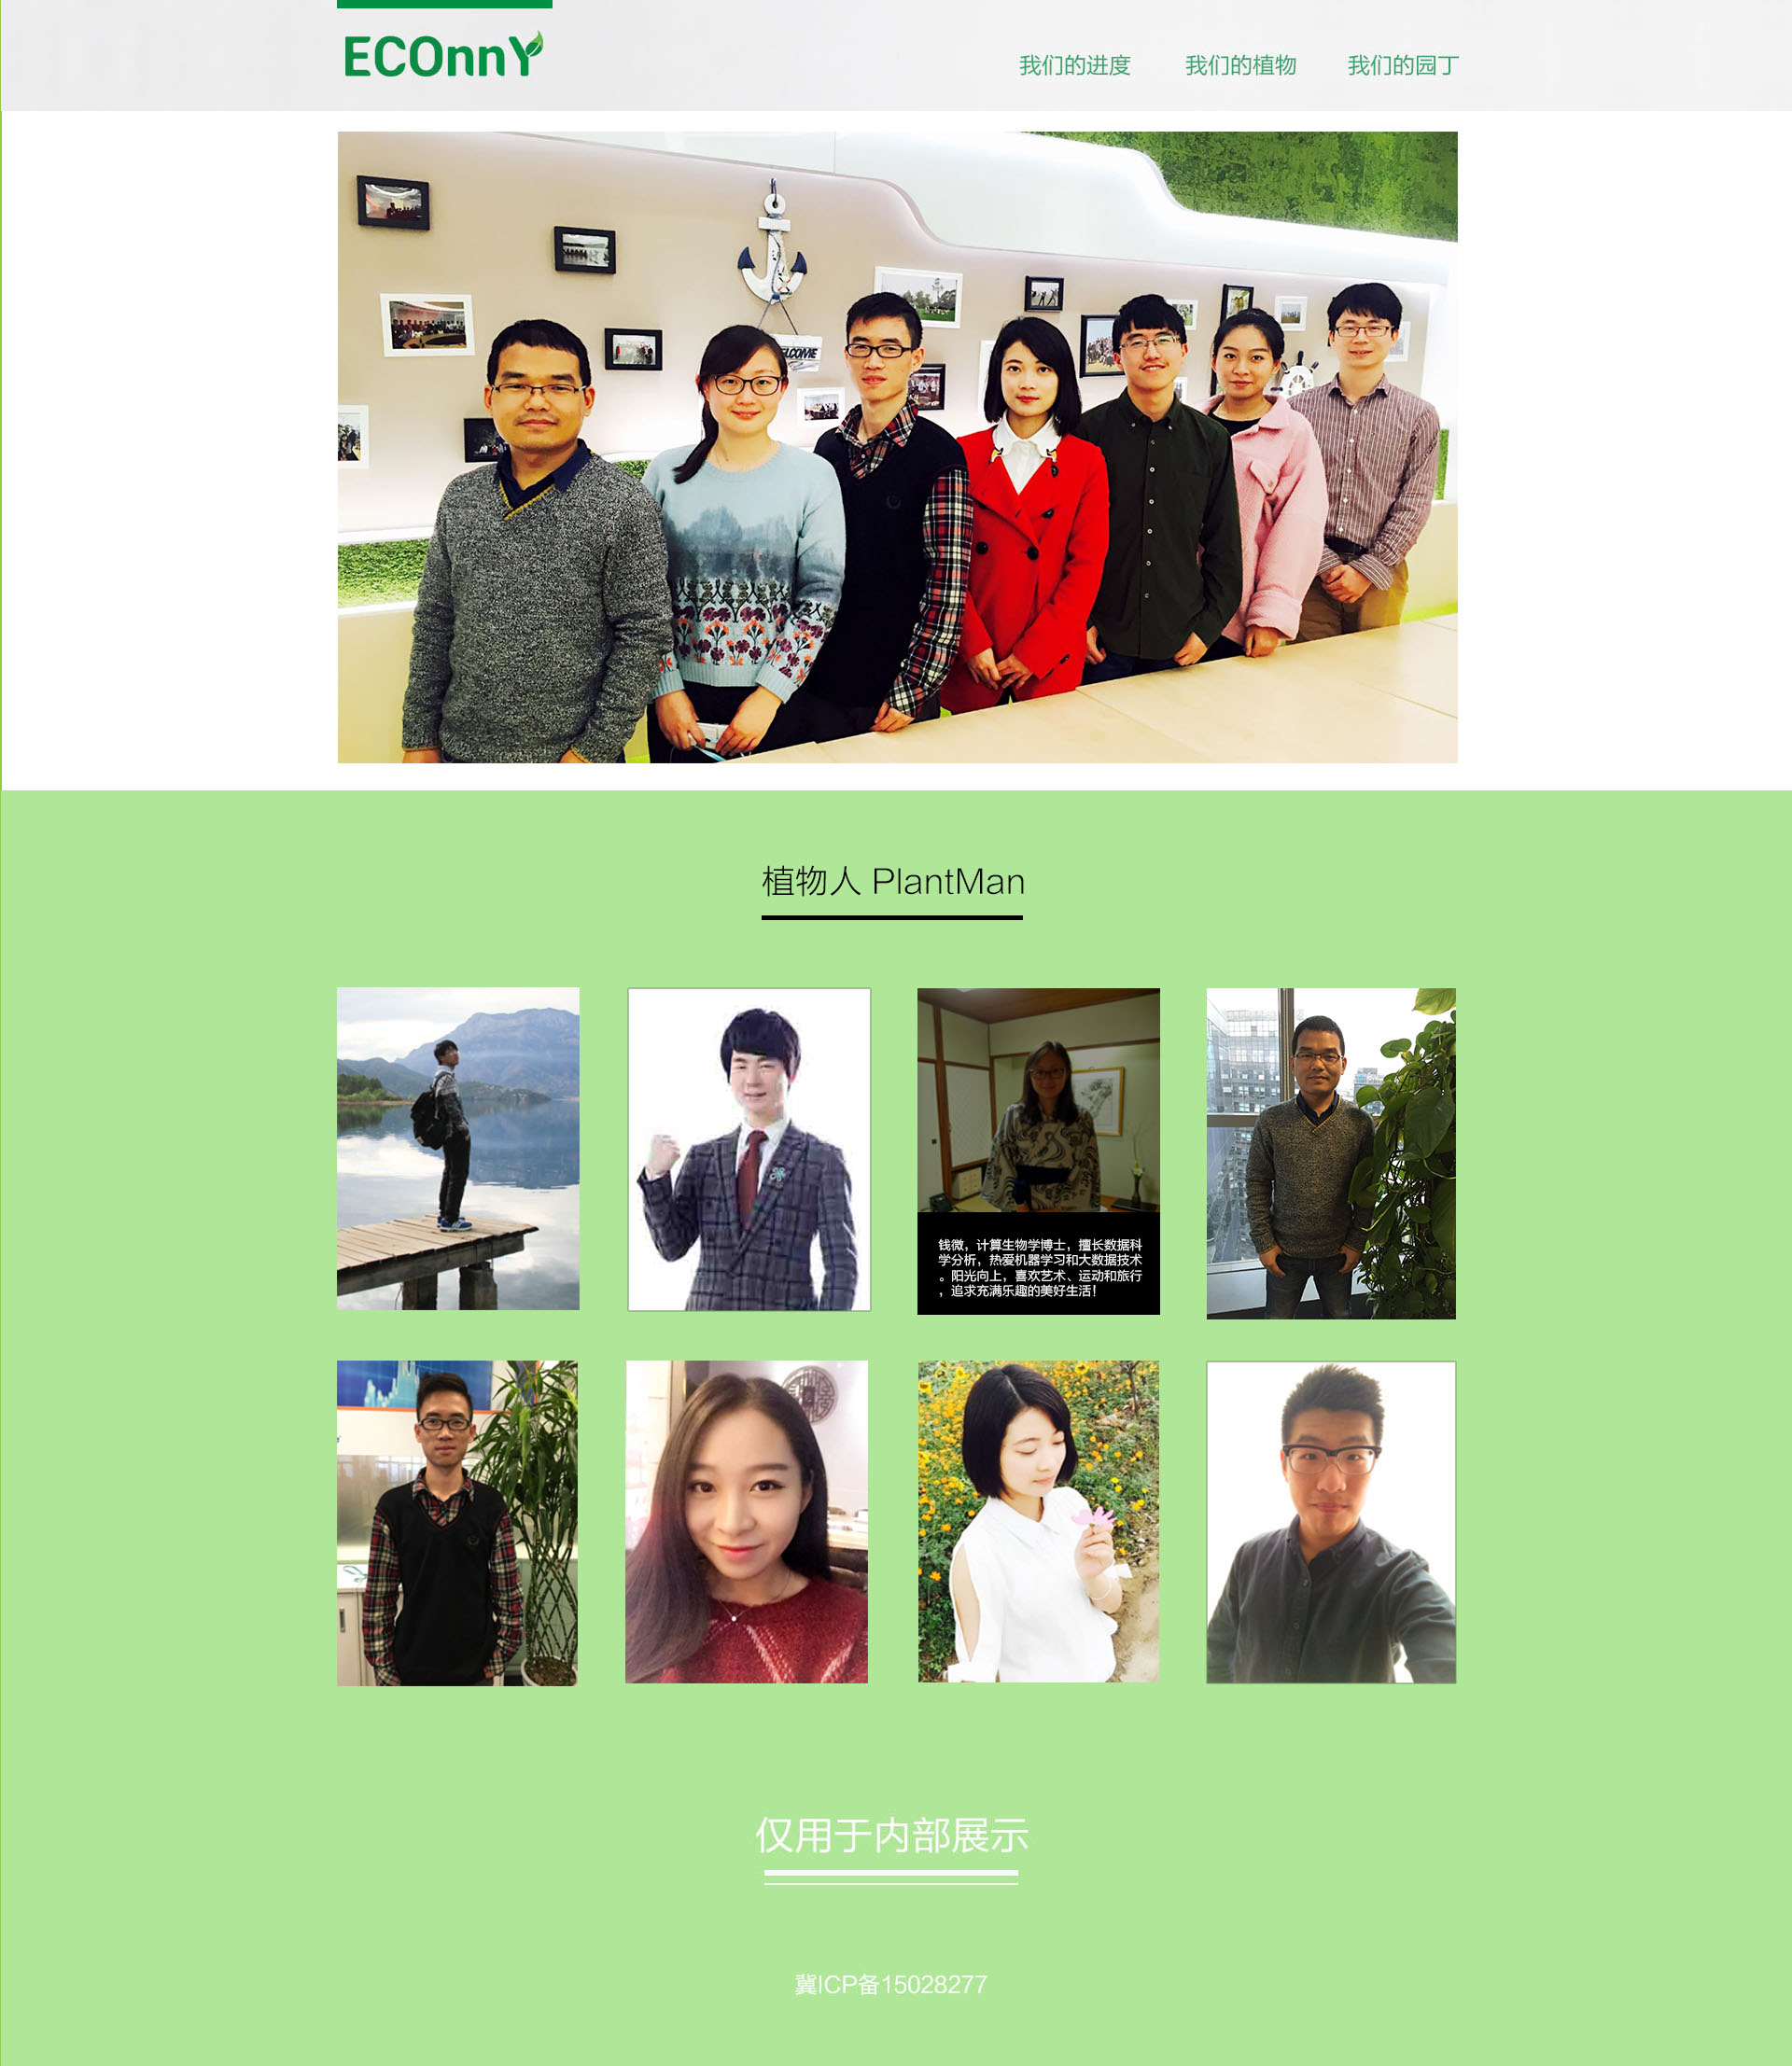 ECOnnY
我们的进度 我们的植物 我们的园丁
植物人 PlantMan
钱微，计算生物学博士，擅长数据科
学分析，热爱机器学习和大数据技术
。阳光向上，喜欢艺术、运动和旅行
，追求充满乐趣的美好生活！
仅用于内部展示
冀ICP备15028277